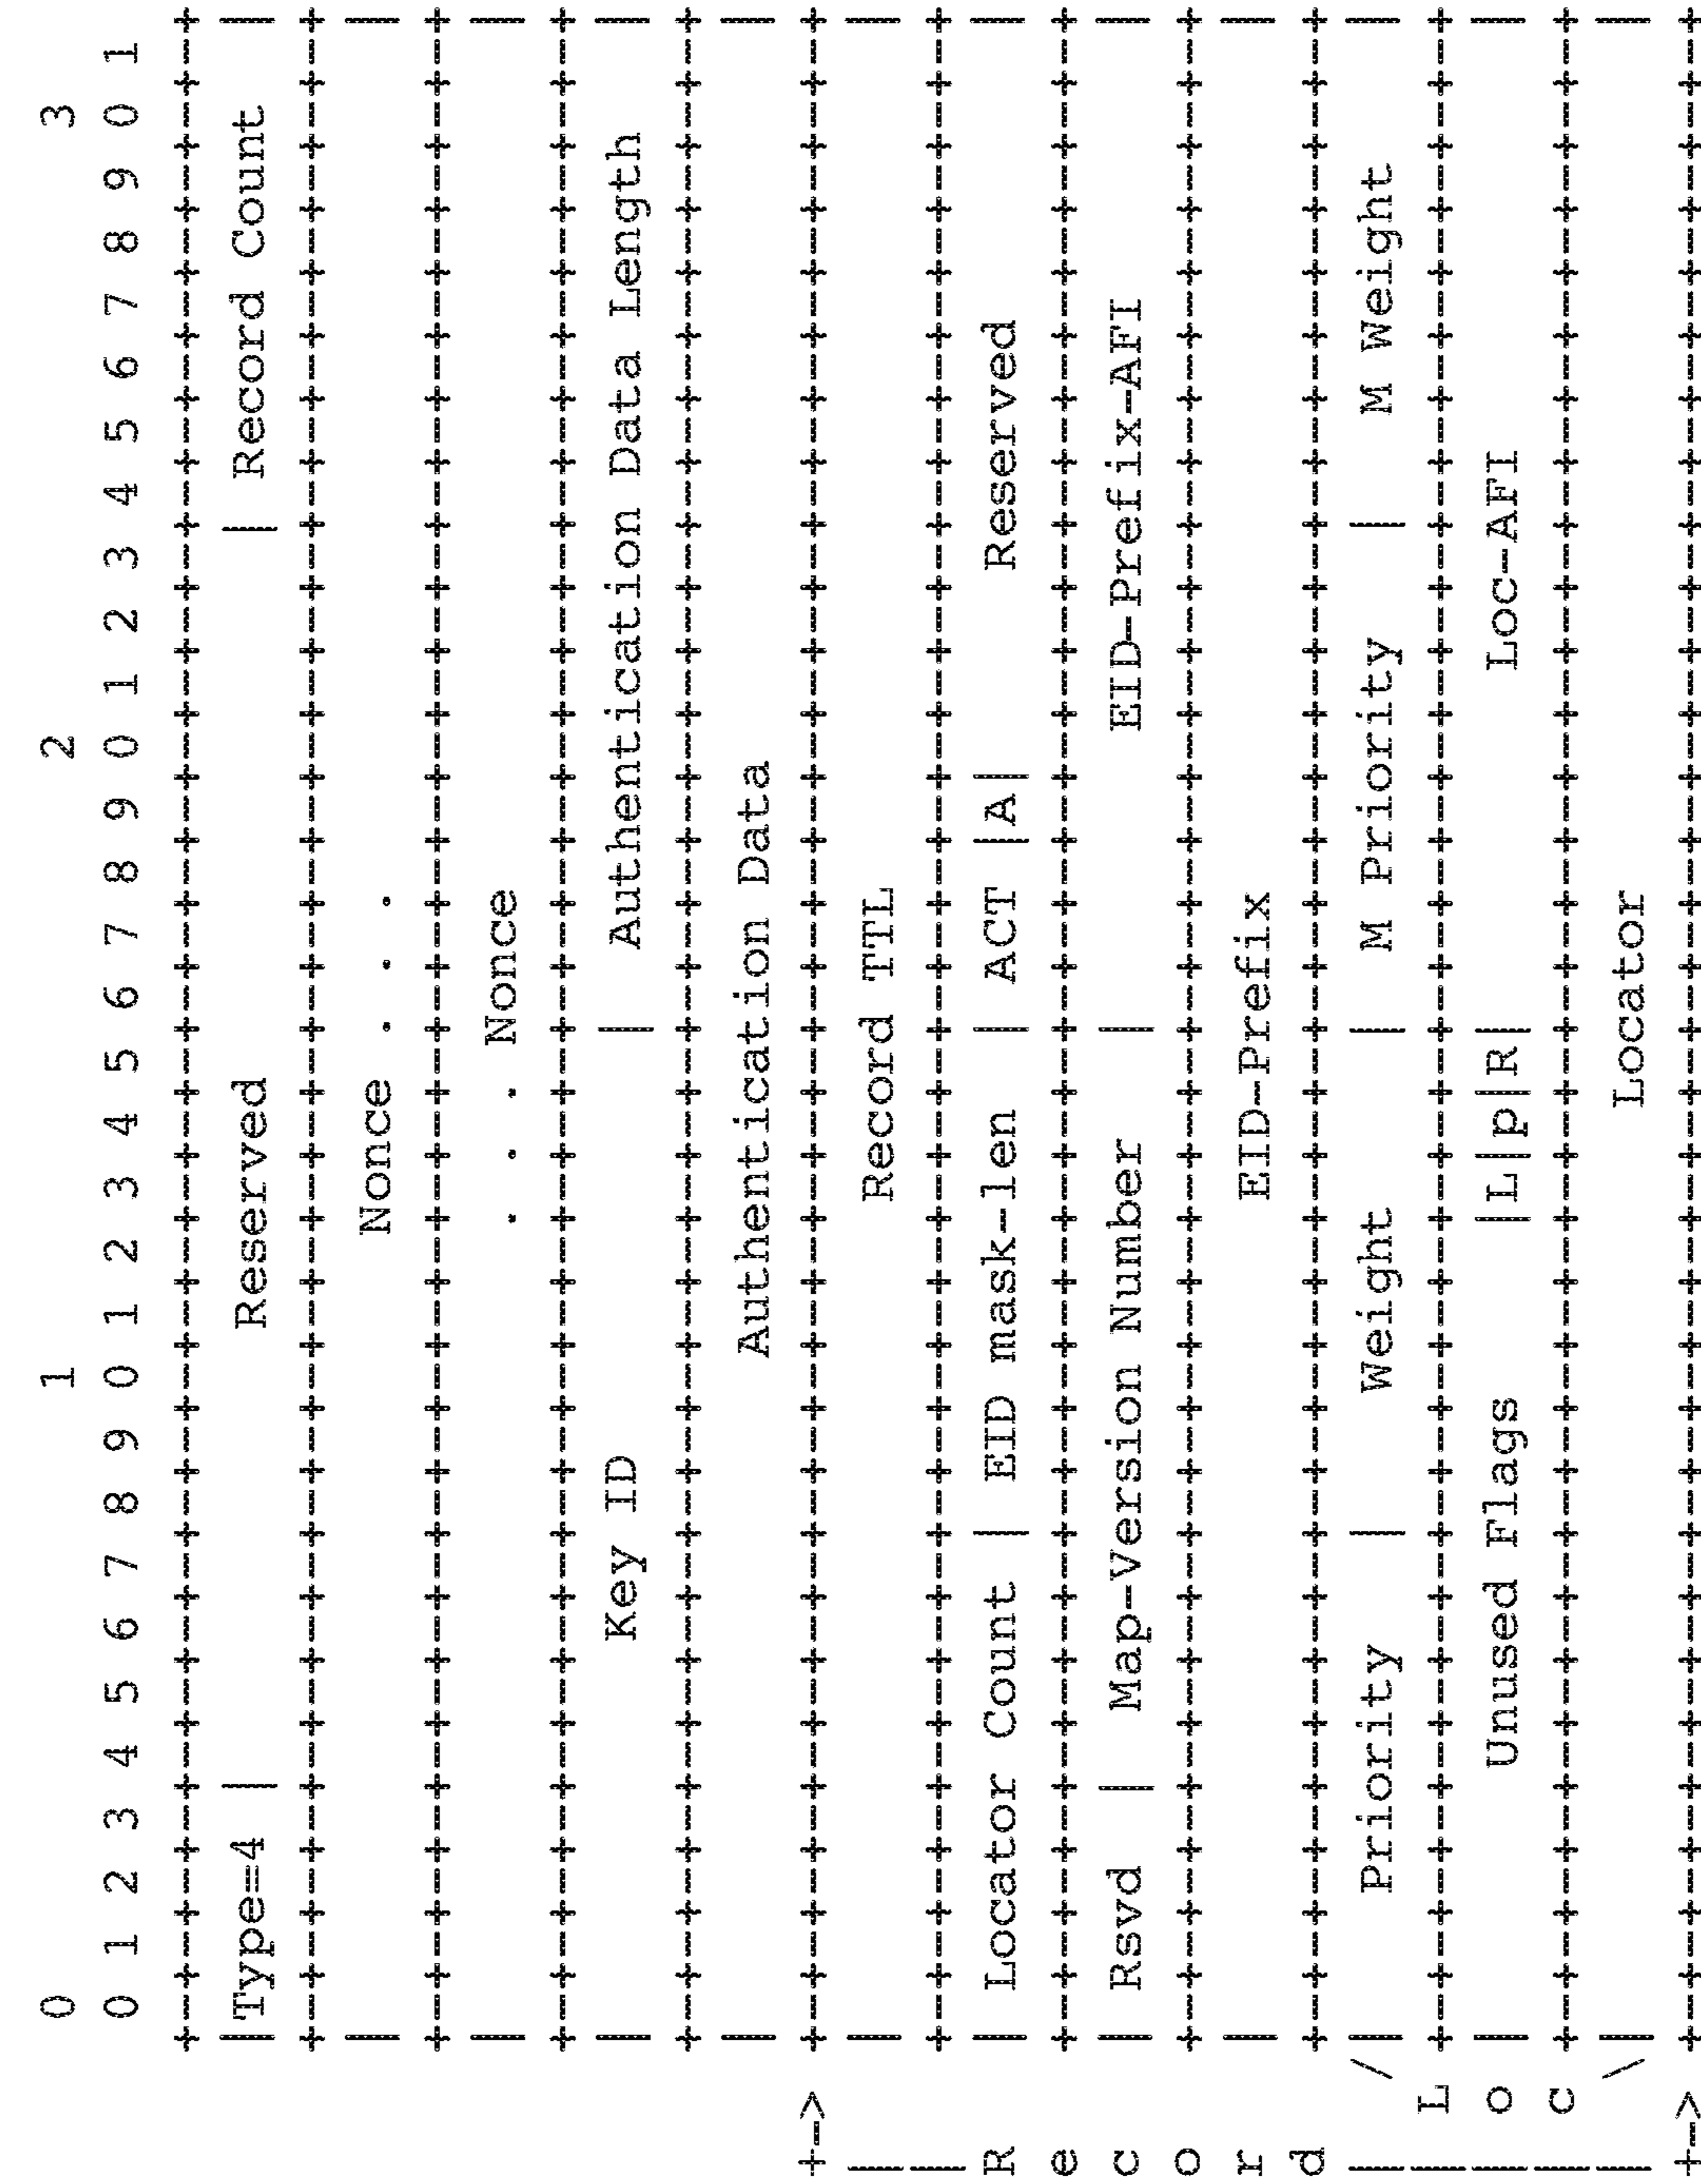 0                   1                   2                   3
        0 1 2 3 4 5 6 7 8 9 0 1 2 3 4 5 6 7 8 9 0 1 2 3 4 5 6 7 8 9 0 1
       +-+-+-+-+-+-+-+-+-+-+-+-+-+-+-+-+-+-+-+-+-+-+-+-+-+-+-+-+-+-+-+-+
       |Type=4 |               Reserved                | Record Count  |
       +-+-+-+-+-+-+-+-+-+-+-+-+-+-+-+-+-+-+-+-+-+-+-+-+-+-+-+-+-+-+-+-+
       |                         Nonce . . .                           |
       +-+-+-+-+-+-+-+-+-+-+-+-+-+-+-+-+-+-+-+-+-+-+-+-+-+-+-+-+-+-+-+-+
       |                         . . . Nonce                           |
       +-+-+-+-+-+-+-+-+-+-+-+-+-+-+-+-+-+-+-+-+-+-+-+-+-+-+-+-+-+-+-+-+
       |            Key ID             |  Authentication Data Length   |
       +-+-+-+-+-+-+-+-+-+-+-+-+-+-+-+-+-+-+-+-+-+-+-+-+-+-+-+-+-+-+-+-+
       |                     Authentication Data                       |
   +-> +-+-+-+-+-+-+-+-+-+-+-+-+-+-+-+-+-+-+-+-+-+-+-+-+-+-+-+-+-+-+-+-+
   |   |                          Record TTL                           |
   |   +-+-+-+-+-+-+-+-+-+-+-+-+-+-+-+-+-+-+-+-+-+-+-+-+-+-+-+-+-+-+-+-+
   R   | Locator Count | EID mask-len  | ACT |A|      Reserved         |
   e   +-+-+-+-+-+-+-+-+-+-+-+-+-+-+-+-+-+-+-+-+-+-+-+-+-+-+-+-+-+-+-+-+
   c   | Rsvd  |  Map-Version Number   |         EID-Prefix-AFI        |
   o   +-+-+-+-+-+-+-+-+-+-+-+-+-+-+-+-+-+-+-+-+-+-+-+-+-+-+-+-+-+-+-+-+
   r   |                          EID-Prefix                           |
   d   +-+-+-+-+-+-+-+-+-+-+-+-+-+-+-+-+-+-+-+-+-+-+-+-+-+-+-+-+-+-+-+-+
   |  /|    Priority   |    Weight     |  M Priority   |   M Weight    |
   | L +-+-+-+-+-+-+-+-+-+-+-+-+-+-+-+-+-+-+-+-+-+-+-+-+-+-+-+-+-+-+-+-+
   | o |        Unused Flags     |L|p|R|           Loc-AFI             |
   | c +-+-+-+-+-+-+-+-+-+-+-+-+-+-+-+-+-+-+-+-+-+-+-+-+-+-+-+-+-+-+-+-+
   |  \|                             Locator                           |
   +-> +-+-+-+-+-+-+-+-+-+-+-+-+-+-+-+-+-+-+-+-+-+-+-+-+-+-+-+-+-+-+-+-+